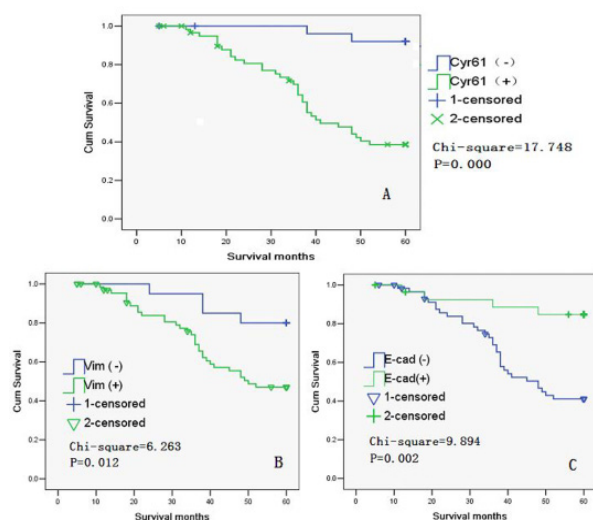 1.0
0.8
0.6
0.4
0.2
0.0
Cum Survival
0 10 20 30 40 50 60
Survival months
A
Cyr61 (-)
Cyr61 (+)
1-censored
2-censored
Chi-square=17.748
P=0.000
1.0
0.8
0.6
0.4
0.2
0.0
Cum Survival
0 10 20 30 40 50 60
Survival months
Vim (-)
Vim (+)
1-censored
2-censored
Chi-square=6.263
P=0.012
B
1.0
0.8
0.6
0.4
0.2
0.0
Cum Survival
0 10 20 30 40 50 60
Survival months
E-cad (-)
E-cad(+)
1-censored
2-censored
Chi-square=9.894
P=0.002
C